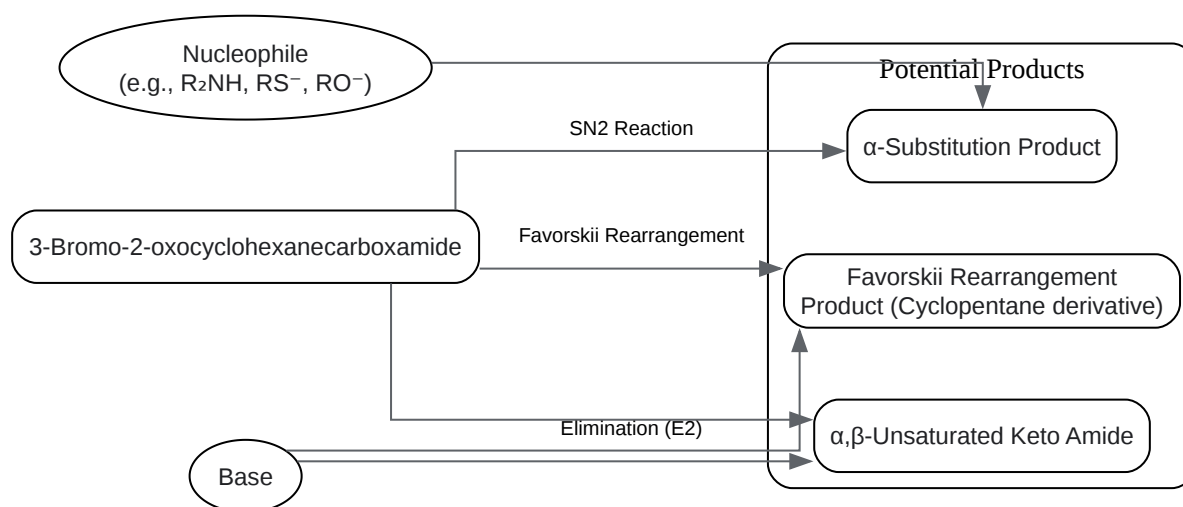 Nucleophile
(e.g., R₂NH, RS⁻, RO⁻)
Potential Products
SN2 Reaction
α-Substitution Product
3-Bromo-2-oxocyclohexanecarboxamide
Favorskii Rearrangement
Favorskii Rearrangement
Product (Cyclopentane derivative)
Elimination (E2)
α,β-Unsaturated Keto Amide
Base